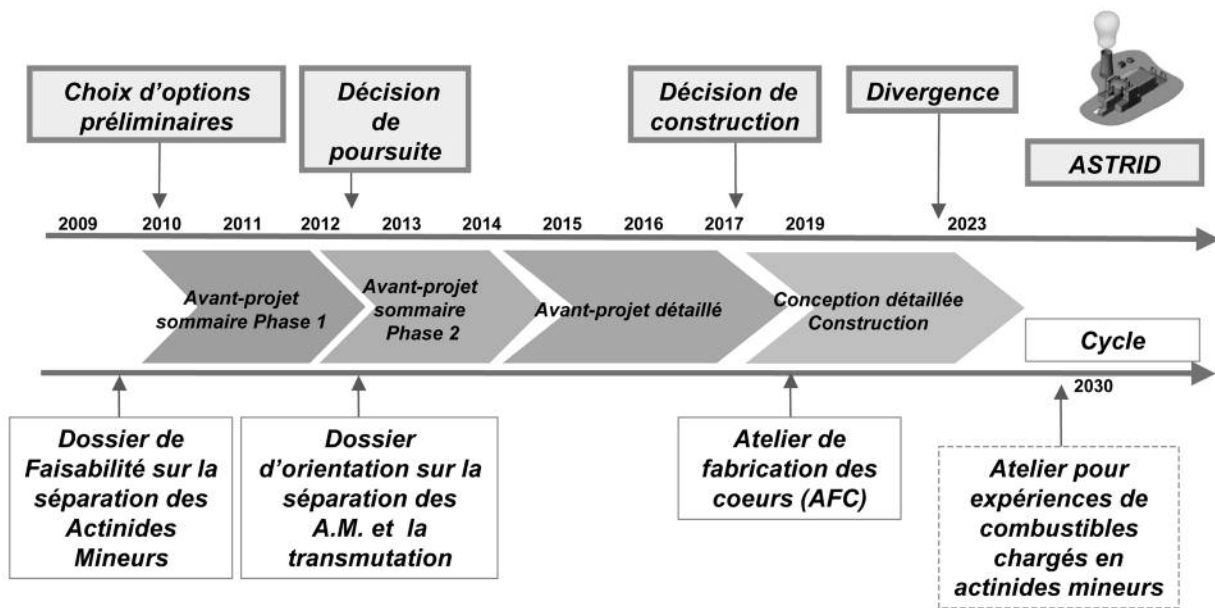 Choix d'options
préliminaires
Décision
de
poursuite
Décision de
construction
Divergence
ASTRID
2009 2010 2011 2012 2013 2014 2015 2016 2017 2019 2023
Avant-projet
sommaire Phase 1
Avant-projet
sommaire
Phase 2
Avant-projet détaillé
Conception détaillée
Construction
Cycle
2030
Dossier de
Faisabilité sur la
séparation des
Actinides
Mineurs
Dossier
d'orientation sur la
séparation des
A.M. et la
transmutation
Atelier de
fabrication des
coeurs (AFC)
Atelier pour
expériences de
combustibles
chargés en
actinides mineurs